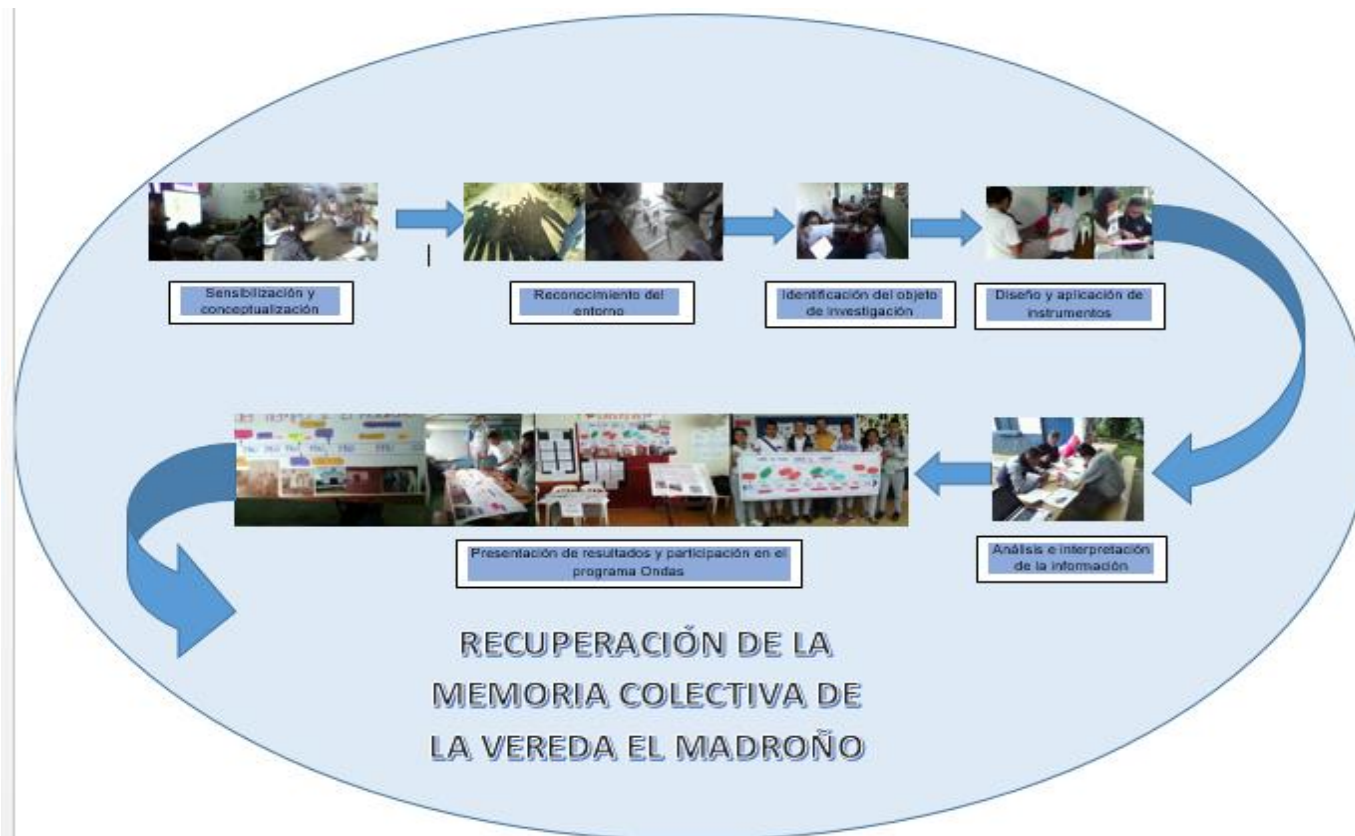 Sensibilización y
conceptualización
Reconocimiento del
entorno
Identificación del objeto
de investigación
Diseño y aplicación de
instrumentos
Análisis e interpretación
de la información
Presentación de resultados y participación en el
programa Ondas
RECUPERACIÓN DE LA
MEMORIA COLECTIVA DE
LA VEREDA EL MADROÑO